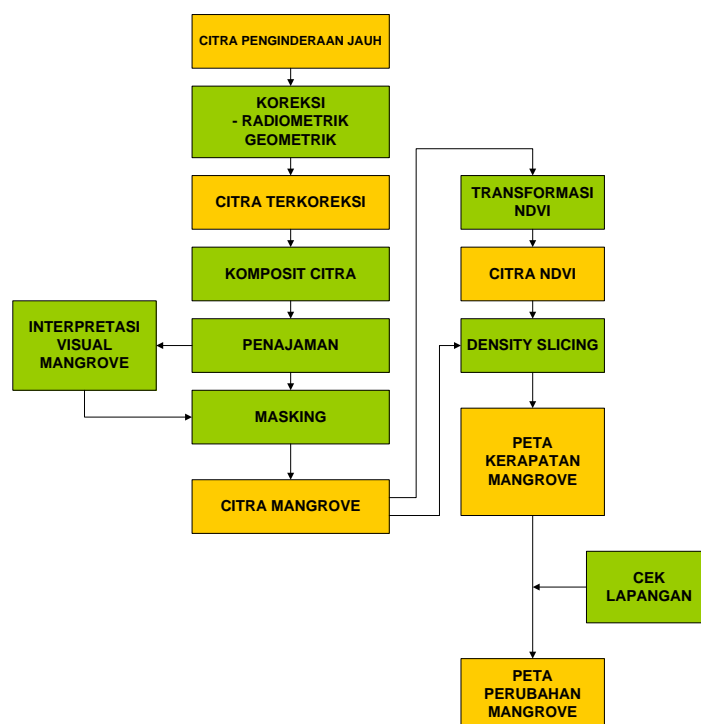 CITRA PENGINDERAAN JAUH
KOREKSI
- RADIOMETRIK
GEOMETRIK
CITRA TERKOREKSI
KOMPOSIT CITRA
INTERPRETASI
VISUAL
MANGROVE
PENAJAMAN
MASKING
CITRA MANGROVE
TRANSFORMASI
NDVI
CITRA NDVI
DENSITY SLICING
PETA
KERAPATAN
MANGROVE
CEK
LAPANGAN
PETA
PERUBAHAN
MANGROVE